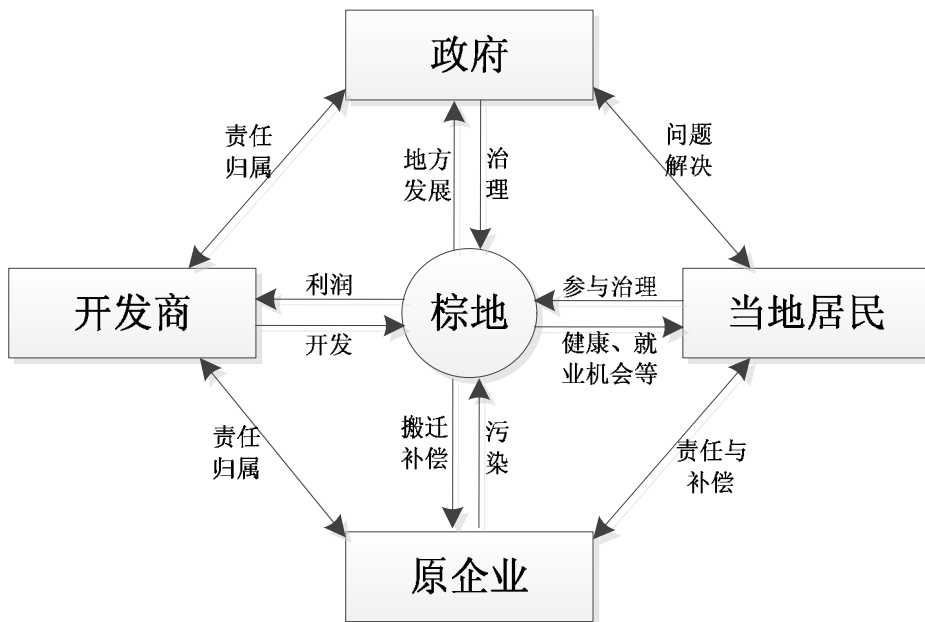 政府
责任
归属
问题
解决
地方
发展
治
理
开发商
利润
开发
棕地
参与治理
健康、就
业机会等
当地居民
责任
归属
搬迁
补偿
污
染
责任与
补偿
原企业